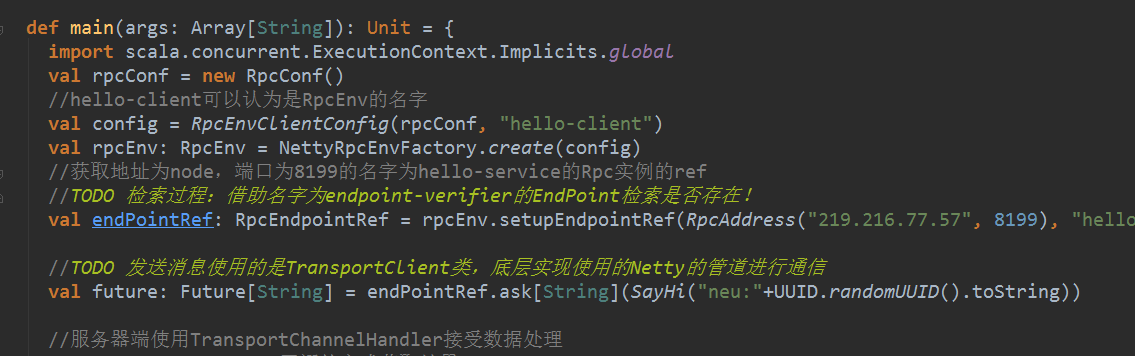 def main(args: Array[String]): Unit = {
import scala.concurrent.ExecutionContext.Implicits.global
val rpcConf = new RpcConf()
//hello-client可以认为是RpcEnv的名字
val config = RpcEnvClientConfig(rpcConf, "hello-client")
val rpcEnv: RpcEnv = NettyRpcEnvFactory.create(config)
//获取地址为node，端口为8199的名字为hello-service的Rpc实例的ref
//TODO 检索过程：借助名字为endpoint-verifier的EndPoint检索是否存在！
val endPointRef: RpcEndpointRef = rpcEnv.setupEndpointRef(RpcAddress("219.216.77.57", 8199), "hello
//TODO 发送消息使用的是TransportClient类，底层实现使用的Netty的管道进行通信
val future: Future[String] = endPointRef.ask[String](SayHi("neu:"+UUID.randomUUID().toString))
//服务器端使用TransportChannelHandler接受数据处理